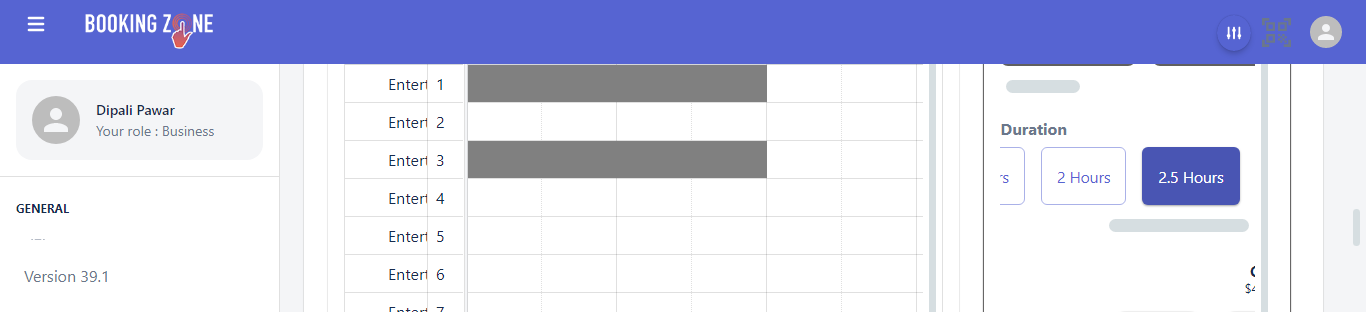 BOOKING ZONE
Dipali Pawar
Your role : Business
GENERAL
Version 39.1
Entert 1
Entert 2
Entert 3
Entert 4
Entert 5
Entert 6
Entert 7
Duration
rs
2 Hours
2.5 Hours